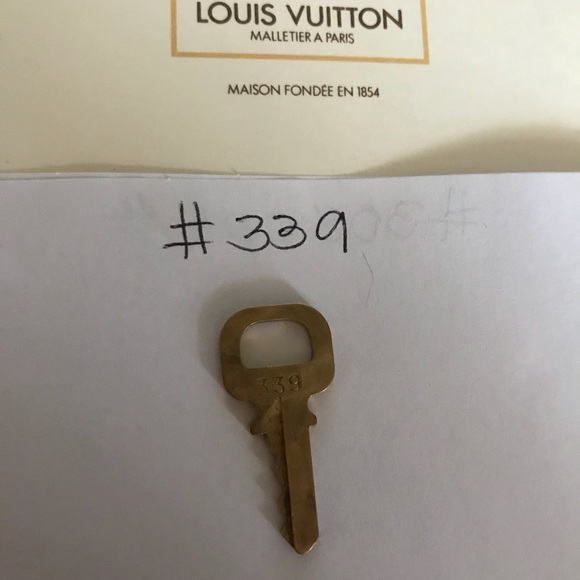 LOUIS VUITTON
MALLETIER A PARIS
MAISON FONDÉE EN 1854
#339
339